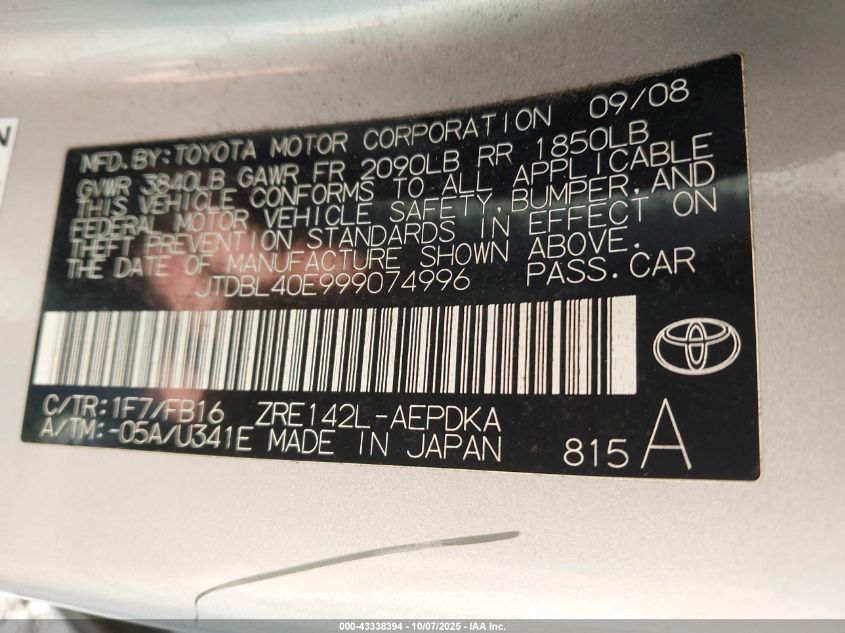 N
MFD. BY: TOYOTA MOTOR CORPORATION 09/08
GVWR 3840LB GAWR FR 2090LB RR 1850LB
THIS VEHICLE CONFORMS TO ALL APPLICABLE
FEDERAL MOTOR VEHICLE SAFETY, BUMPER, AND
THEFT PREVENTION STANDARDS IN EFFECT ON
THE DATE OF MANUFACTURE SHOWN ABOVE.
JTDBL40E999074996 PASS. CAR
C/TR: 1F7/FB16 ZRE142L-AEPDKA
A/TM: -05A/U341E MADE IN JAPAN 815 A
000-43338394 - 10/07/2025 - IAA Inc.